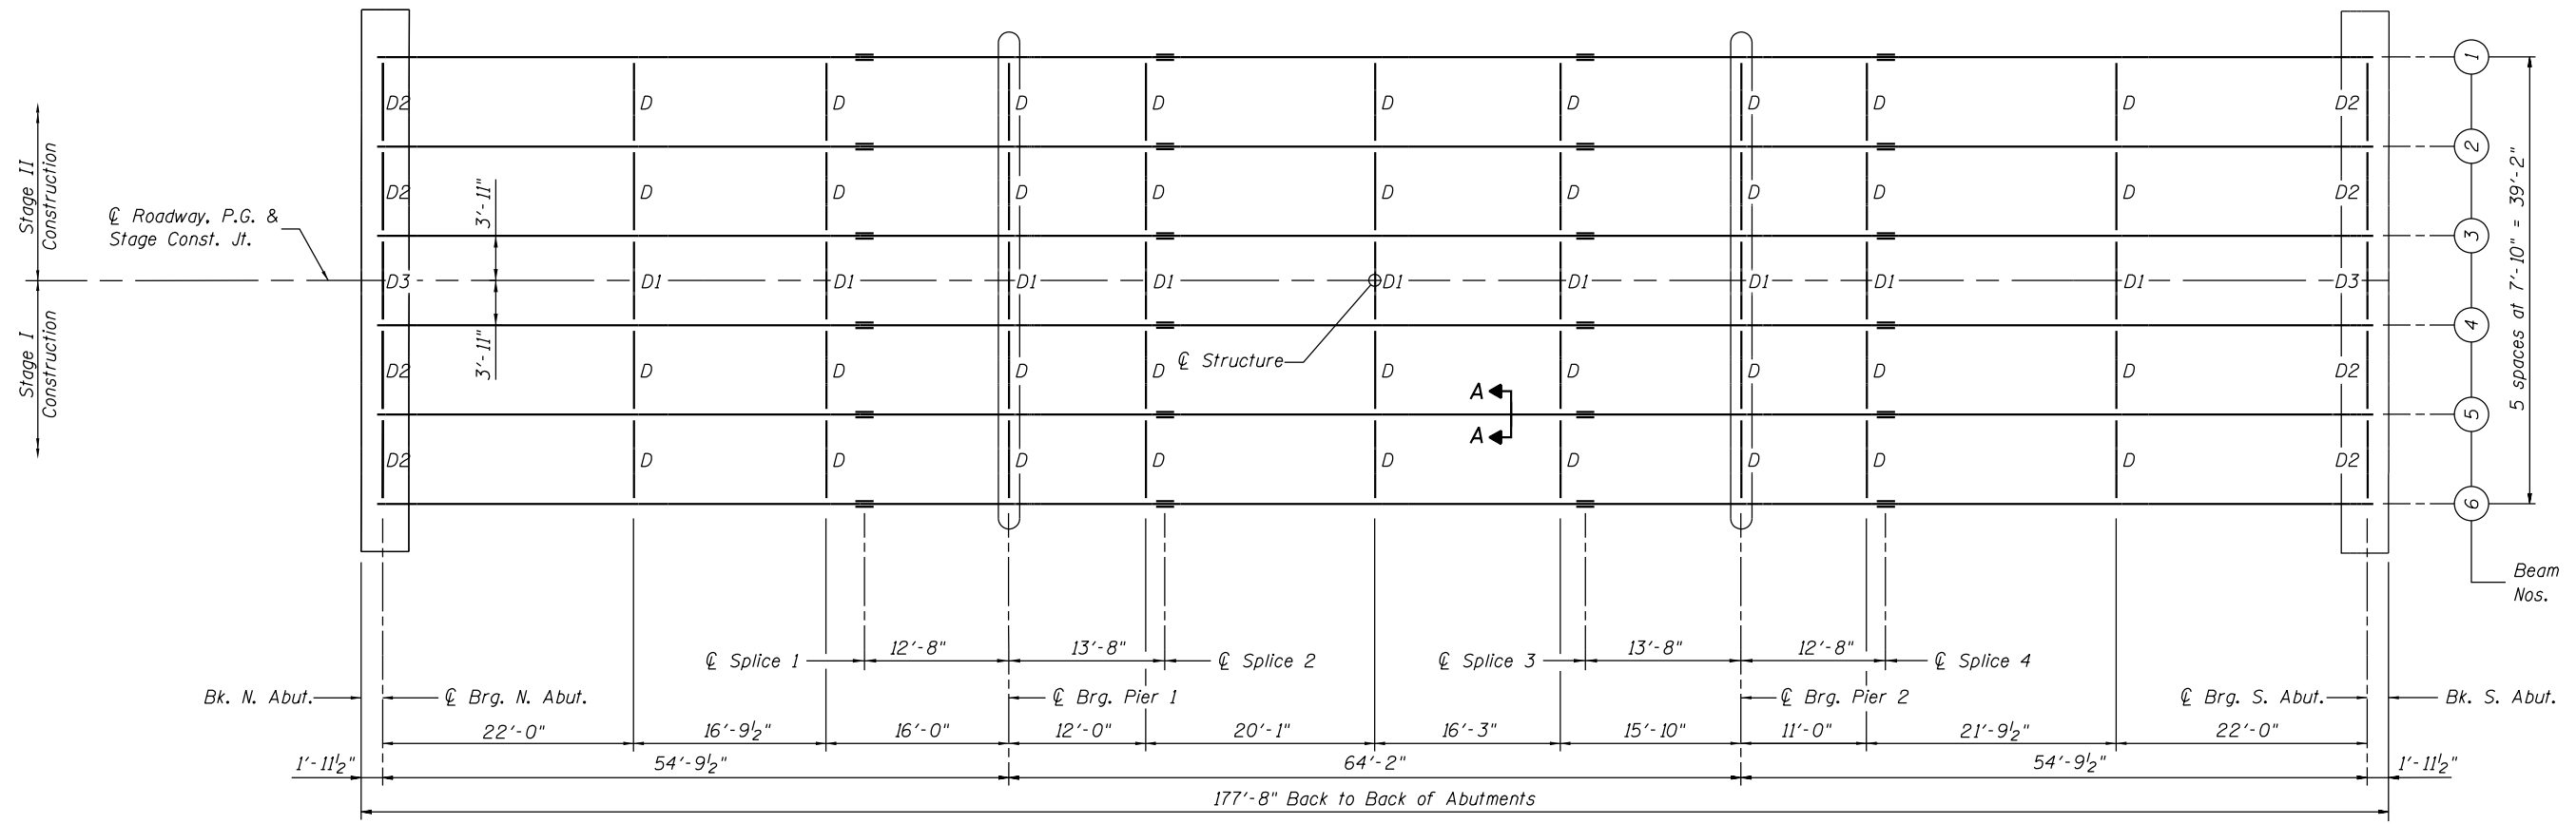 D2 D D D D D D D D D D2
D2 D D D D D D D D D D2
D3 D1 D1 D1 D1 D1 D1 D1 D1 D1 D3
D2 D D D D D D D D D D2
D2 D D D D D D D D D D2
1
2
3
4
5
6
Beam
Nos.
5 spaces at 7'-10" = 39'-2"
Stage II
Construction
Stage I
Construction
℄ Roadway, P.G. &
Stage Const. Jt.
3'-11"
3'-11"
℄ Structure
A
A
12'-8" 13'-8" 13'-8" 12'-8"
℄ Splice 1 ℄ Splice 2 ℄ Splice 3 ℄ Splice 4
Bk. N. Abut. ℄ Brg. N. Abut. ℄ Brg. Pier 1 ℄ Brg. Pier 2 ℄ Brg. S. Abut. Bk. S. Abut.
22'-0" 16'-9½" 16'-0" 12'-0" 20'-1" 16'-3" 15'-10" 11'-0" 21'-9½" 22'-0"
1'-11½" 54'-9½" 64'-2" 54'-9½" 1'-11½"
177'-8" Back to Back of Abutments